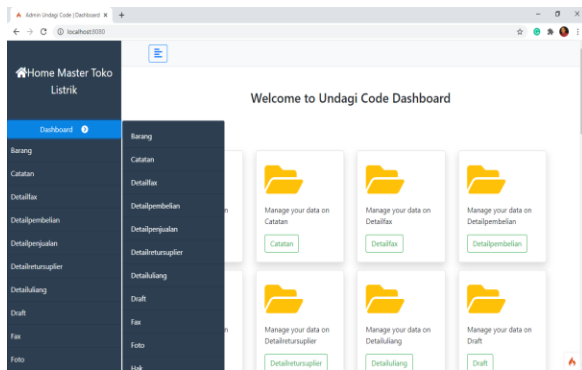 Admin Undagi Code | Dashboard
localhost:8080
Home Master Toko
Listrik
Welcome to Undagi Code Dashboard
Dashboard
Barang
Catatan
Detailfax
Detailpembelian
Detailpenjualan
Detailretursuplier
Detailuliang
Draft
Fax
Foto
Barang
Catatan
Detailfax
Detailpembelian
Detailpenjualan
Detailretursuplier
Detailuliang
Draft
Fax
Foto
Hak
Manage your data on
Catatan
Catatan
Manage your data on
Detailfax
Detailfax
Manage your data on
Detailpembelian
Detailpembelian
Manage your data on
Detailretursuplier
Detailretursuplier
Manage your data on
Detailuliang
Detailuliang
Manage your data on
Draft
Draft